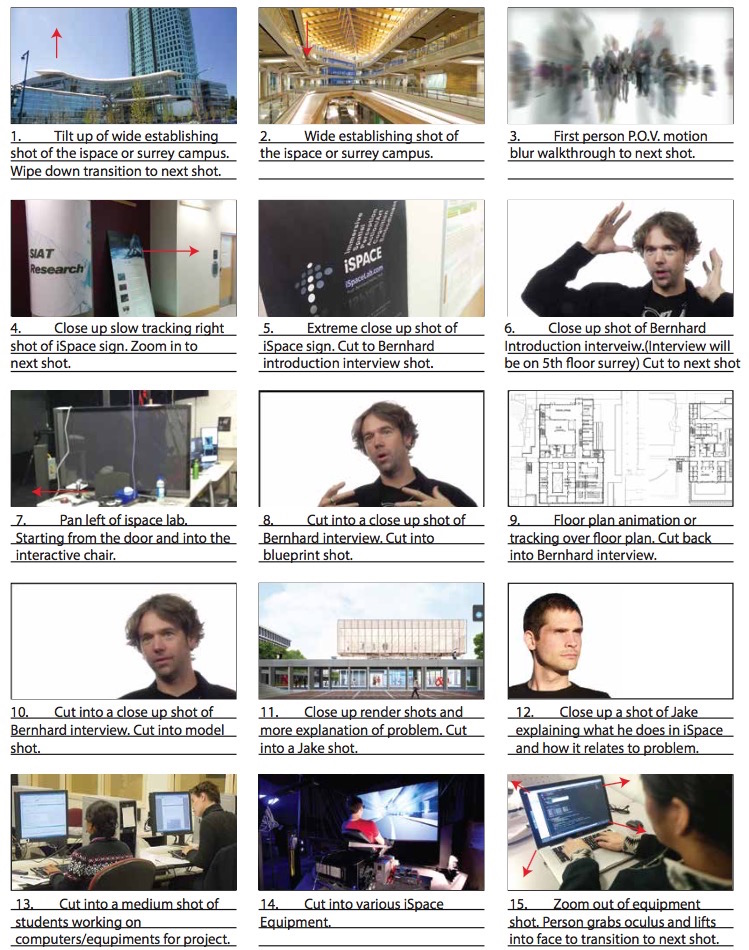 1. Tilt up of wide establishing
shot of the ispace or surrey campus.
Wipe down transition to next shot.
2. Wide establishing shot of
the ispace or surrey campus.
3. First person P.O.V. motion
blur walkthrough to next shot.
SIAT
Research
4. Close up slow tracking right
shot of iSpace sign. Zoom in to
next shot.
iSPACE
iSpaceLab.com
5. Extreme close up shot of
iSpace sign. Cut to Bernhard
introduction interview shot.
6. Close up shot of Bernhard
Introduction interveiw.(Interview will
be on 5th floor surrey) Cut to next shot
7. Pan left of ispace lab.
Starting from the door and into the
interactive chair.
8. Cut into a close up shot of
Bernhard interview. Cut into
blueprint shot.
9. Floor plan animation or
tracking over floor plan. Cut back
into Bernhard interview.
10. Cut into a close up shot of
Bernhard interview. Cut into model
shot.
11. Close up render shots and
more explanation of problem. Cut
into a Jake shot.
12. Close up a shot of Jake
explaining what he does in iSpace
and how it relates to problem.
13. Cut into a medium shot of
students working on
computers/equpiments for project.
14. Cut into various iSpace
Equipment.
15. Zoom out of equipment
shot. Person grabs oculus and lifts
into face to transition to next shot.